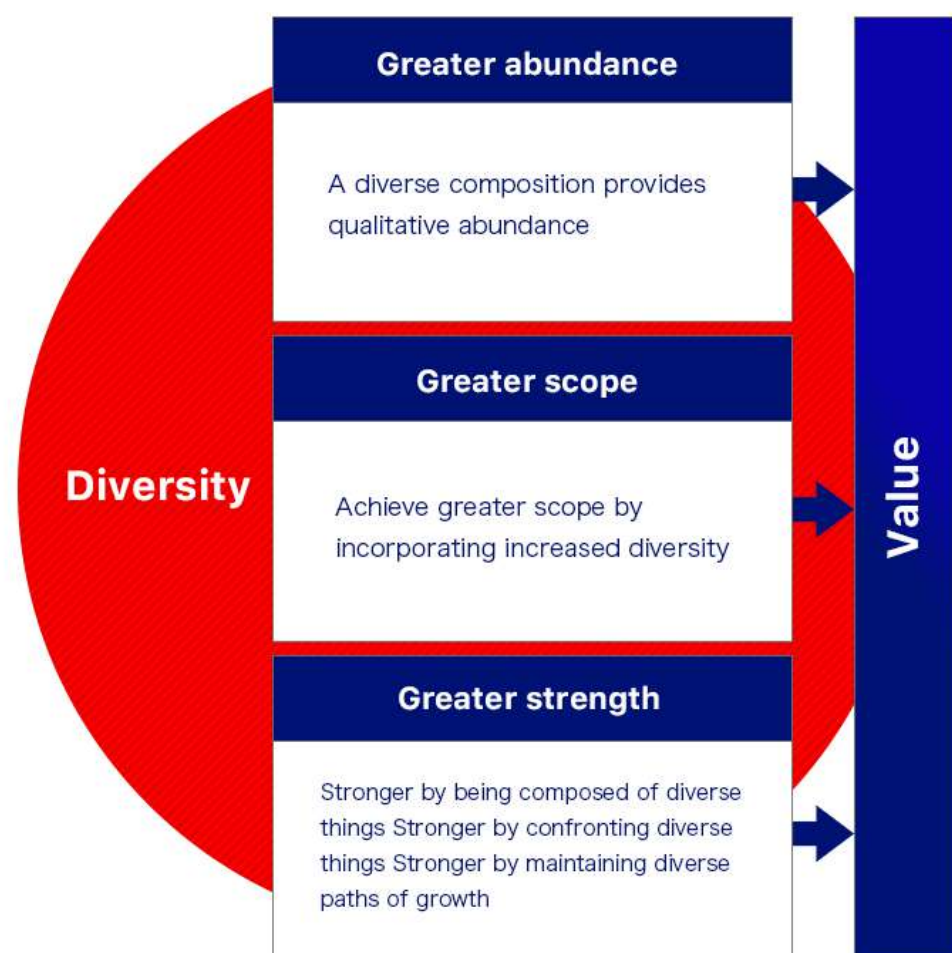 Greater abundance
A diverse composition provides
qualitative abundance
Diversity
Greater scope
Achieve greater scope by
incorporating increased diversity
Greater strength
Stronger by being composed of diverse
things Stronger by confronting diverse
things Stronger by maintaining diverse
paths of growth
Value